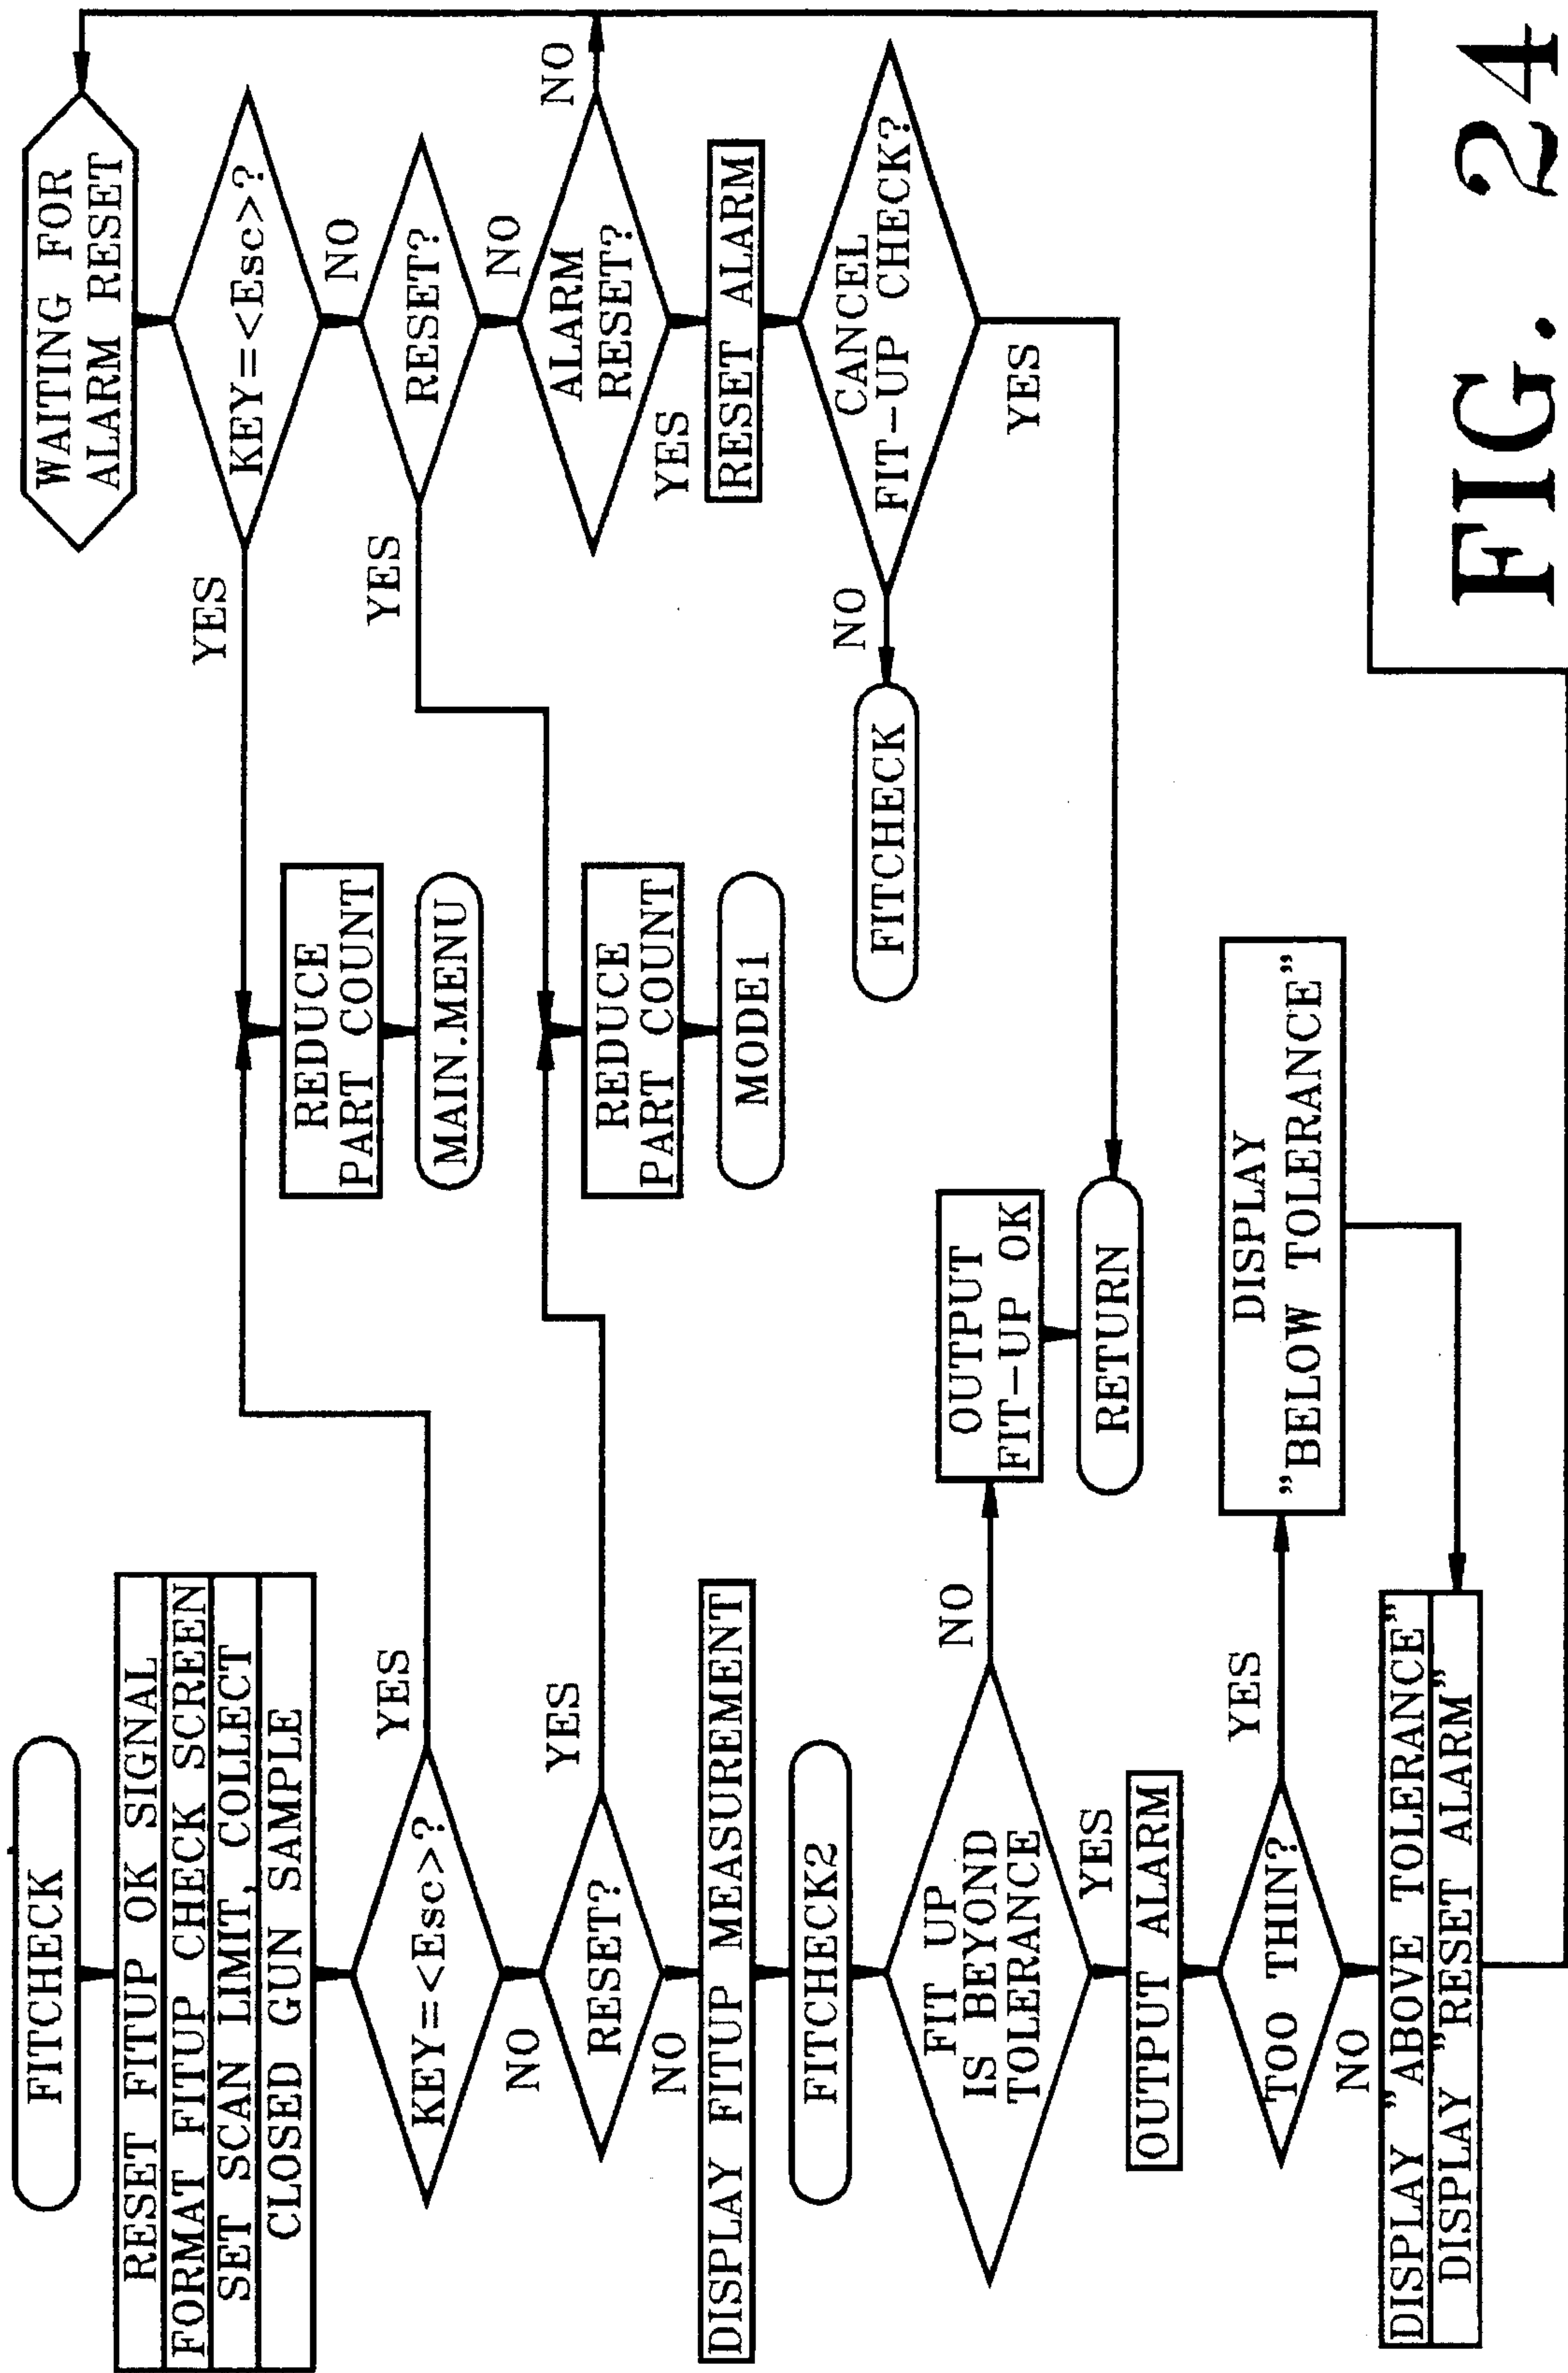 FITCHECK
RESET FITUP OK SIGNAL
FORMAT FITUP CHECK SCREEN
SET SCAN LIMIT, COLLECT
CLOSED GUN SAMPLE
KEY=<Esc>?
YES
NO
RESET?
YES
NO
DISPLAY FITUP MEASUREMENT
FITCHECK2
FIT UP
IS BEYOND
TOLERANCE
NO
YES
OUTPUT ALARM
TOO THIN?
YES
NO
DISPLAY "ABOVE TOLERANCE"
DISPLAY "RESET ALARM"
REDUCE
PART COUNT
MAIN.MENU
REDUCE
PART COUNT
MODE1
OUTPUT
FIT-UP OK
RETURN
DISPLAY
"BELOW TOLERANCE"
WAITING FOR
ALARM RESET
KEY=<Esc>?
YES
NO
RESET?
YES
NO
ALARM
RESET?
NO
YES
RESET ALARM
CANCEL
FIT-UP CHECK?
NO
YES
FITCHECK
FIG. 24